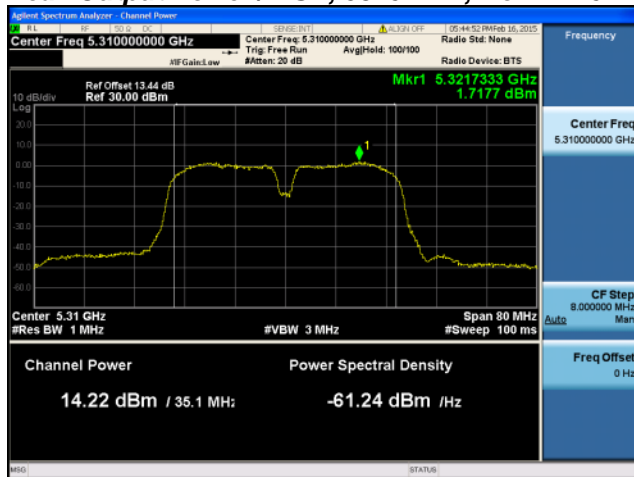 Agilent Spectrum Analyzer - Channel Power
RL RF 50 Ω DC SENSE:INT ALIGN OFF 05:44:52 PM Feb 16, 2015
Center Freq 5.310000000 GHz
Center Freq: 5.310000000 GHz
Radio Std: None
Trig: Free Run Avg|Hold: 100/100
#IFGain:Low
#Atten: 20 dB
Radio Device: BTS
Frequency
Mkr1 5.3217333 GHz
1.7177 dBm
Ref Offset 13.44 dB
10 dB/div Ref 30.00 dBm
Log
20.0
10.0
0.00
-10.0
-20.0
-30.0
-40.0
-50.0
-60.0
1
Center 5.31 GHz
Span 80 MHz
#Res BW 1 MHz
#VBW 3 MHz
#Sweep 100 ms
Channel Power
Power Spectral Density
14.22 dBm / 35.1 MHz
-61.24 dBm /Hz
Center Freq
5.310000000 GHz
CF Step
8.000000 MHz
Auto Man
Freq Offset
0 Hz
MSG
STATUS